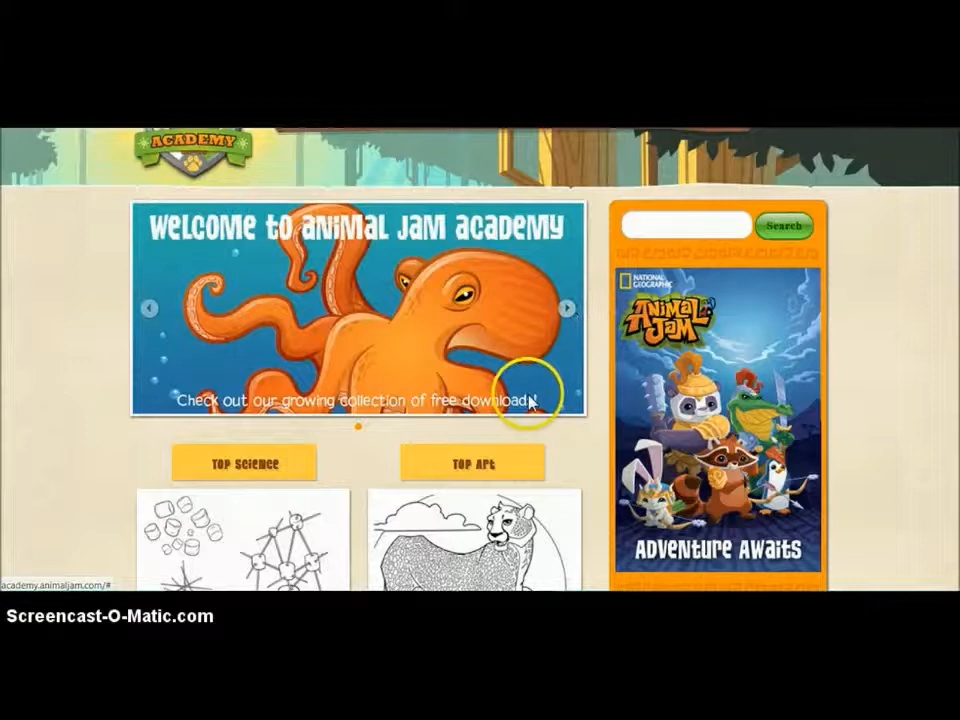 ACADEMY
WELCOME to ANIMAL JAM ACADEMY
Check out our growing collection of free downloads!
Search
NATIONAL
GEOGRAPHIC
ANIMAL
JAM
ADVENTURE AWAITS
TOP SCIENCE
TOP ART
academy.animaljam.com/#
Screencast-O-Matic.com